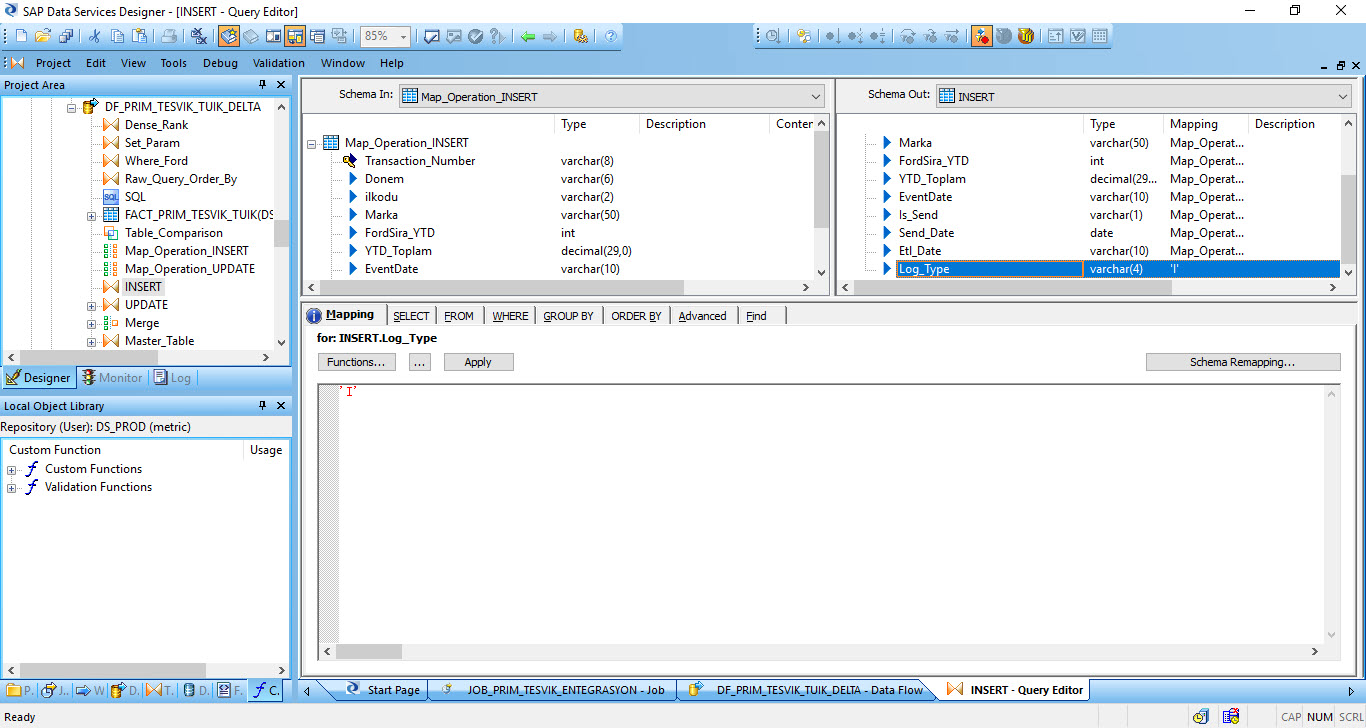 SAP Data Services Designer - [INSERT - Query Editor]
85%
Project Edit View Tools Debug Validation Window Help
Project Area
DF_PRIM_TESVIK_TUIK_DELTA
Dense_Rank
Set_Param
Where_Ford
Raw_Query_Order_By
SQL SQL
FACT_PRIM_TESVIK_TUIK(DS
Table_Comparison
Map_Operation_INSERT
Map_Operation_UPDATE
INSERT
UPDATE
Merge
Master_Table
Designer Monitor Log
Local Object Library
Repository (User): DS_PROD (metric)
Custom Function Usage
Custom Functions
Validation Functions
P. J.. W D. T. D. F. C.
Schema In: Map_Operation_INSERT
Type Description Conter
Map_Operation_INSERT
Transaction_Number varchar(8)
Donem varchar(6)
ilkodu varchar(2)
Marka varchar(50)
FordSira_YTD int
YTD_Toplam decimal(29,0)
EventDate varchar(10)
Schema Out: INSERT
Type Mapping Description
Marka varchar(50) Map_Operat...
FordSira_YTD int Map_Operat...
YTD_Toplam decimal(29... Map_Operat...
EventDate varchar(10) Map_Operat...
Is_Send varchar(1) Map_Operat...
Send_Date date Map_Operat...
Etl_Date varchar(10) Map_Operat...
Log_Type varchar(4) 'I'
Mapping SELECT FROM WHERE GROUP BY ORDER BY Advanced Find
for: INSERT.Log_Type
Functions... ... Apply Schema Remapping...
'I'
Start Page JOB_PRIM_TESVIK_ENTEGRASYON - Job DF_PRIM_TESVIK_TUIK_DELTA - Data Flow INSERT - Query Editor
Ready CAP NUM SCRL